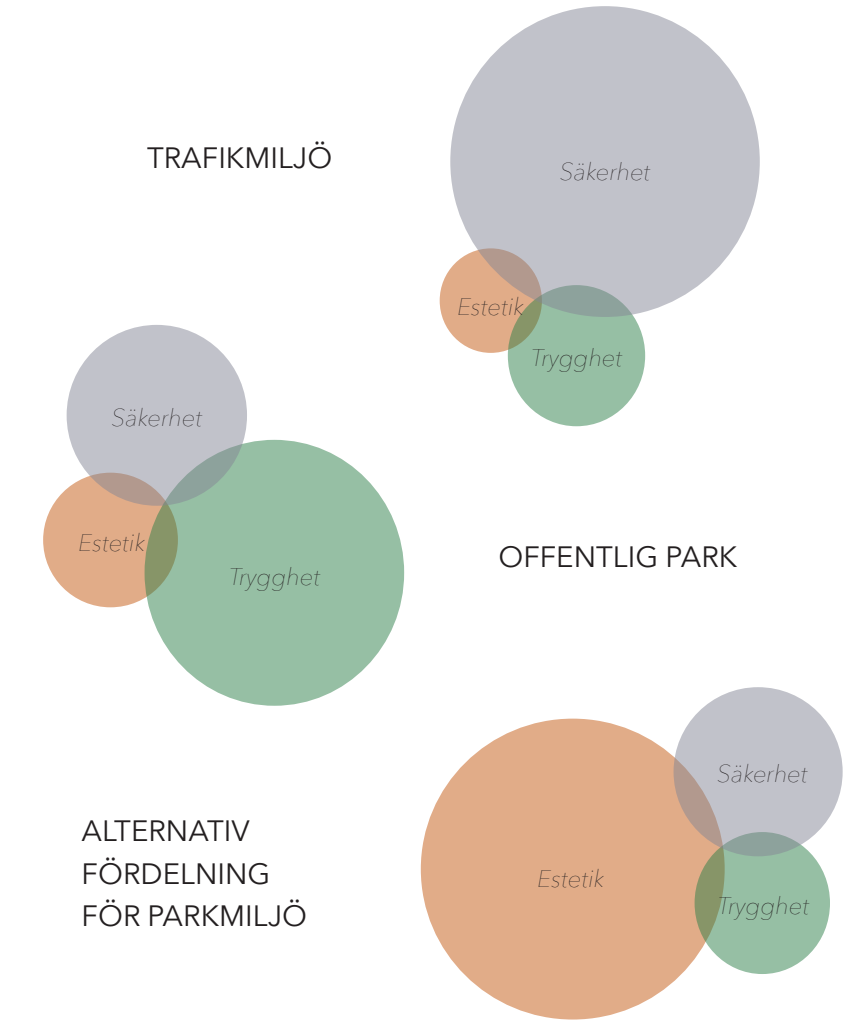 TRAFIKMILJÖ
Säkerhet
Estetik
Trygghet
Säkerhet
Estetik
Trygghet
OFFENTLIG PARK
ALTERNATIV
FÖRDELNING
FÖR PARKMILJÖ
Säkerhet
Estetik
Trygghet